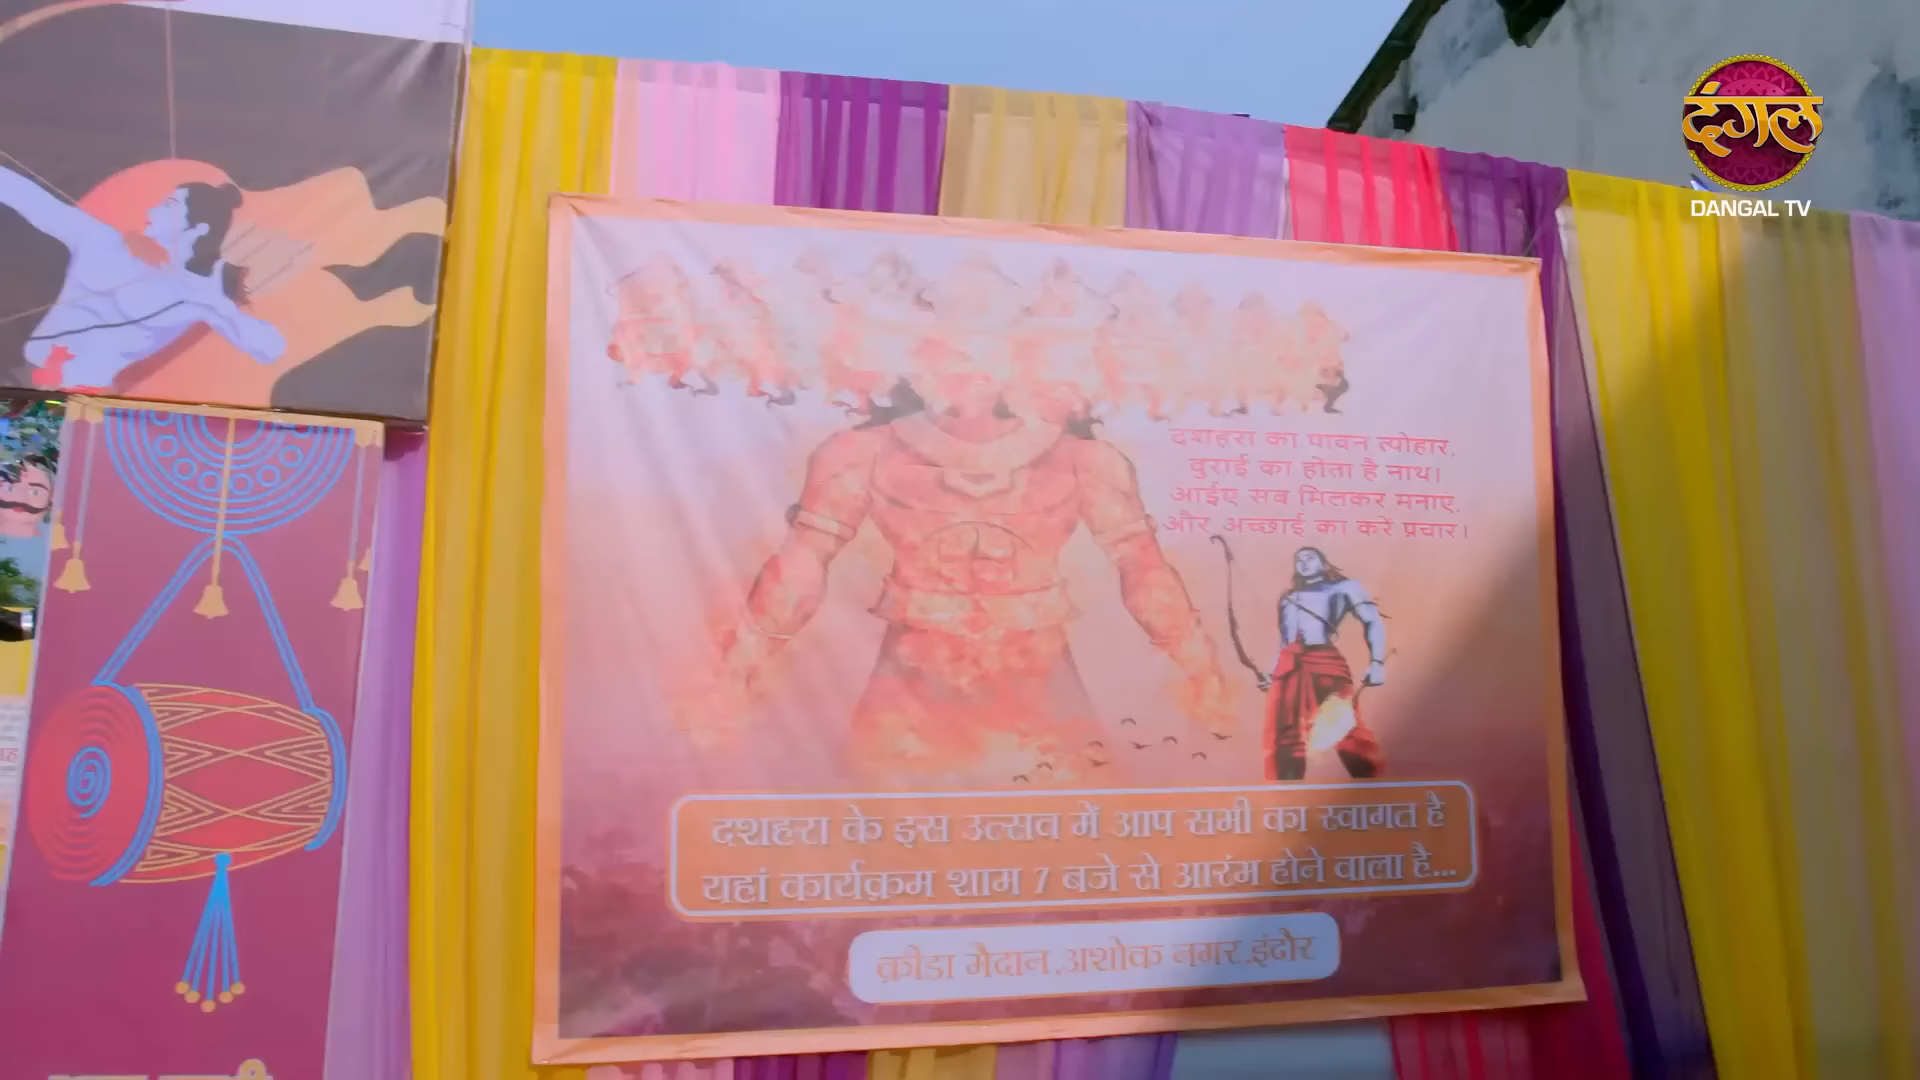 दंगल
DANGAL TV
दशहरा का पावन त्योहार,
बुराई का होता है नाथ।
आईए सब मिलकर मनाएं,
और अच्छाई का करें प्रचार।
दशहरा के इस उत्सव में आप सभी का स्वागत है
यहां कार्यक्रम शाम 7 बजे से आरंभ होने वाला है...
क्रीडा मैदान,अशोक नगर,इंदौर